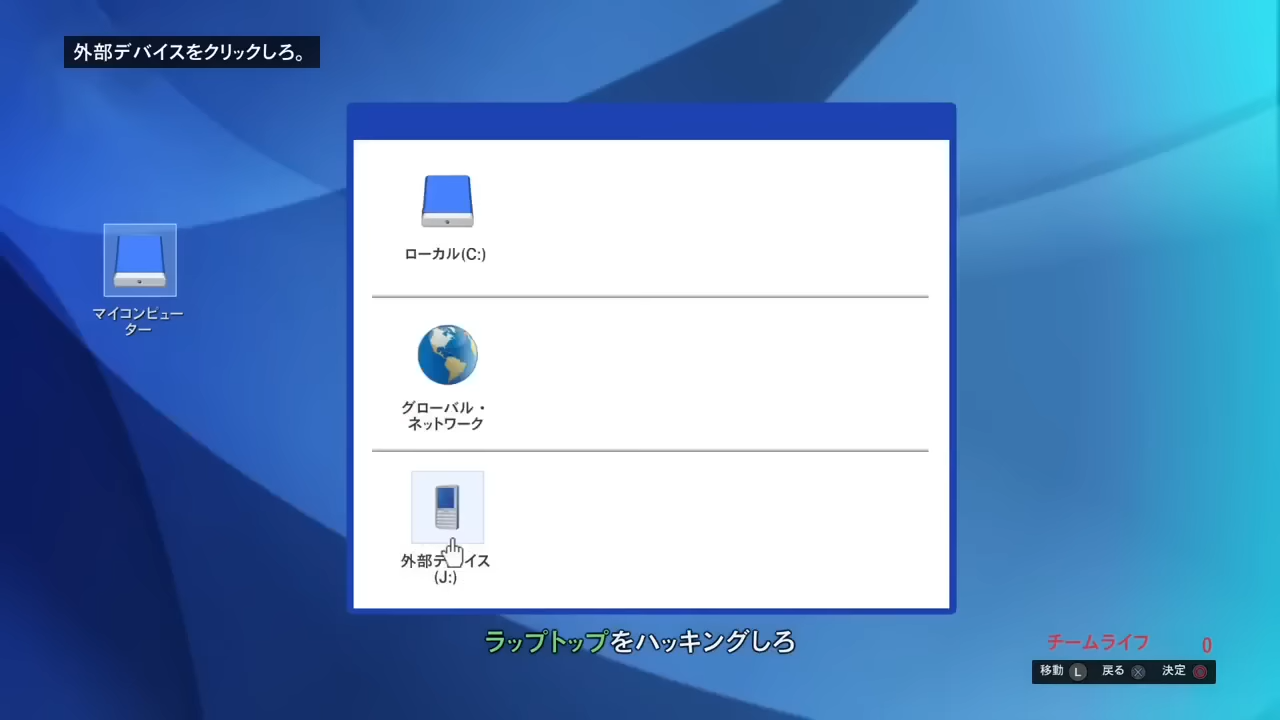 外部デバイスをクリックしろ。
ローカル(C:)
マイコンピュー
ター
グローバル・
ネットワーク
外部デ イス
(J:)
ラップトップをハッキングしろ
チームライフ 0
移動 L 戻る 決定